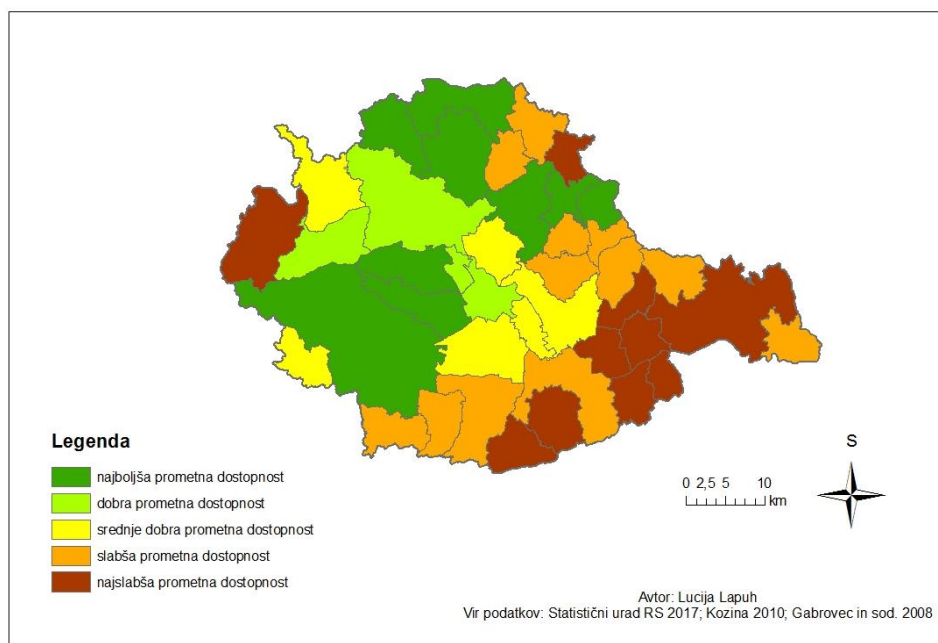 Legenda
najboljša prometna dostopnost
dobra prometna dostopnost
srednje dobra prometna dostopnost
slabša prometna dostopnost
najslabša prometna dostopnost
S
0 2,5 5 10
km
Avtor: Lucija Lapuh
Vir podatkov: Statistični urad RS 2017; Kozina 2010; Gabrovec in sod. 2008